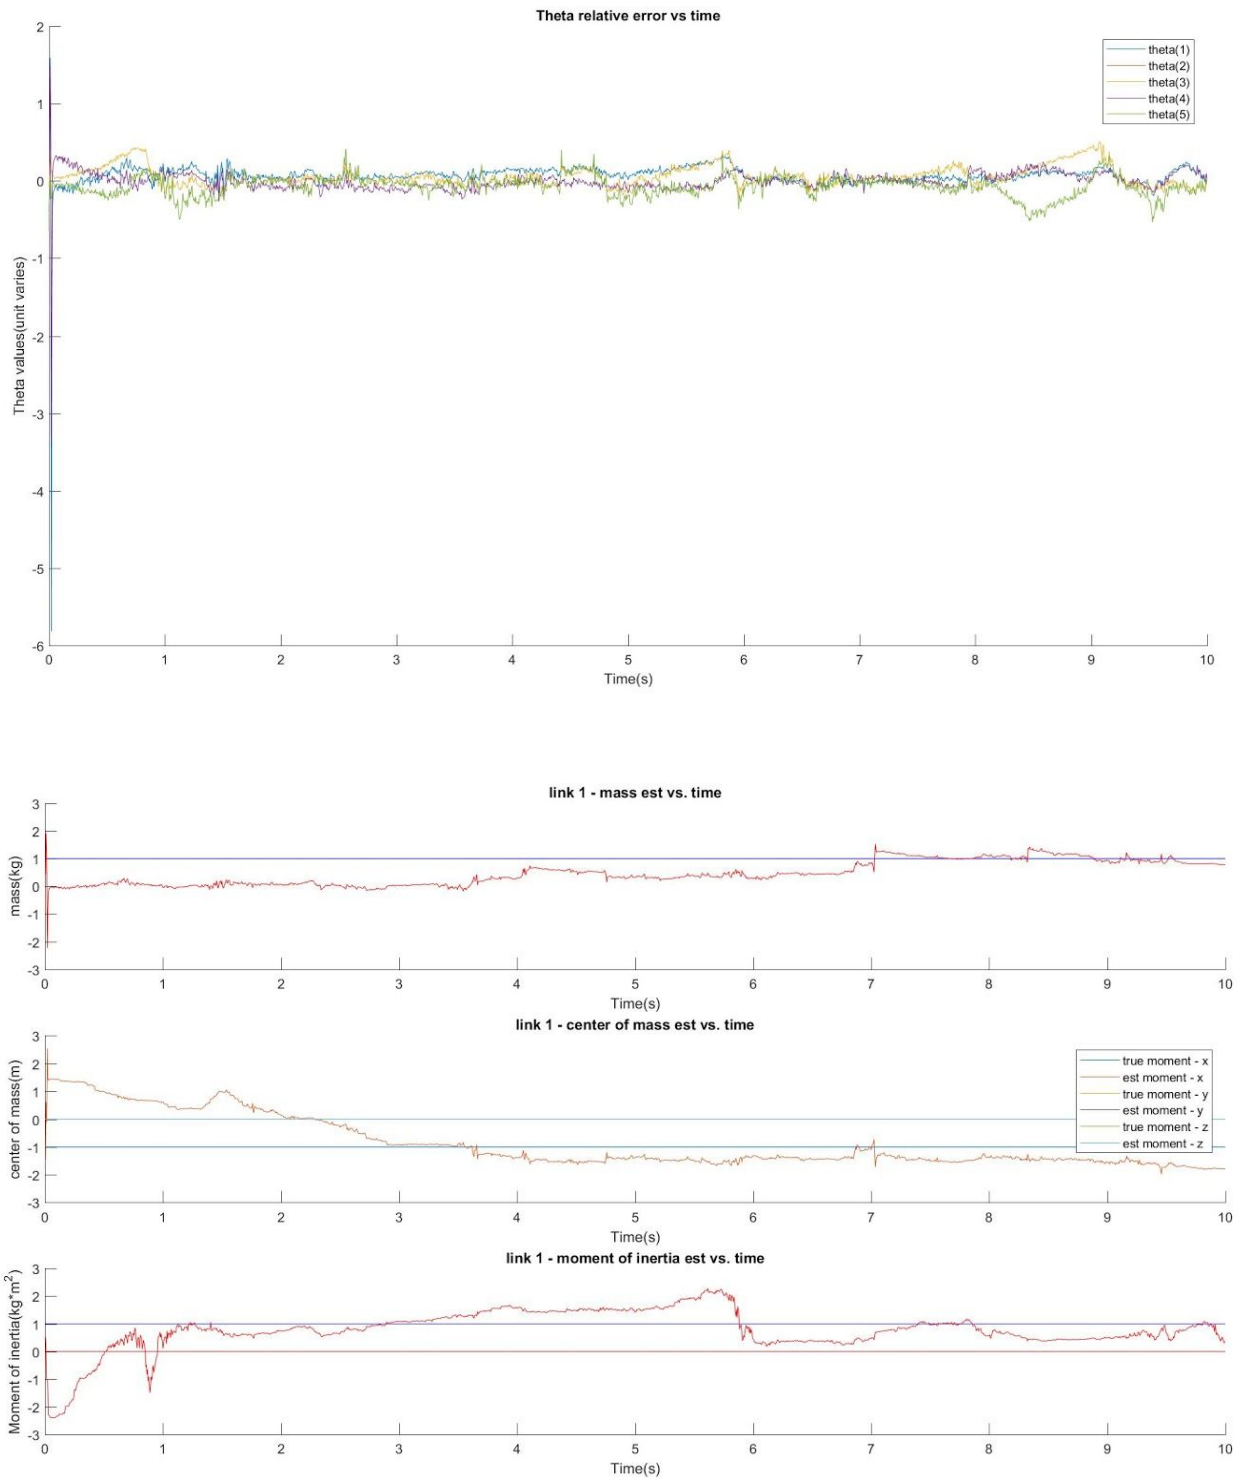 Theta relative error vs time
2
1
0
-1
-2
-3
-4
-5
-6
Theta values(unit varies)
theta(1)
theta(2)
theta(3)
theta(4)
theta(5)
0 1 2 3 4 5 6 7 8 9 10
Time(s)
link 1 - mass est vs. time
3
2
1
0
-1
-2
-3
mass(kg)
0 1 2 3 4 5 6 7 8 9 10
Time(s)
link 1 - center of mass est vs. time
3
2
1
0
-1
-2
-3
center of mass(m)
true moment - x
est moment - x
true moment - y
est moment - y
true moment - z
est moment - z
0 1 2 3 4 5 6 7 8 9 10
Time(s)
link 1 - moment of inertia est vs. time
3
2
1
0
-1
-2
-3
Moment of inertia(kg*m²)
0 1 2 3 4 5 6 7 8 9 10
Time(s)